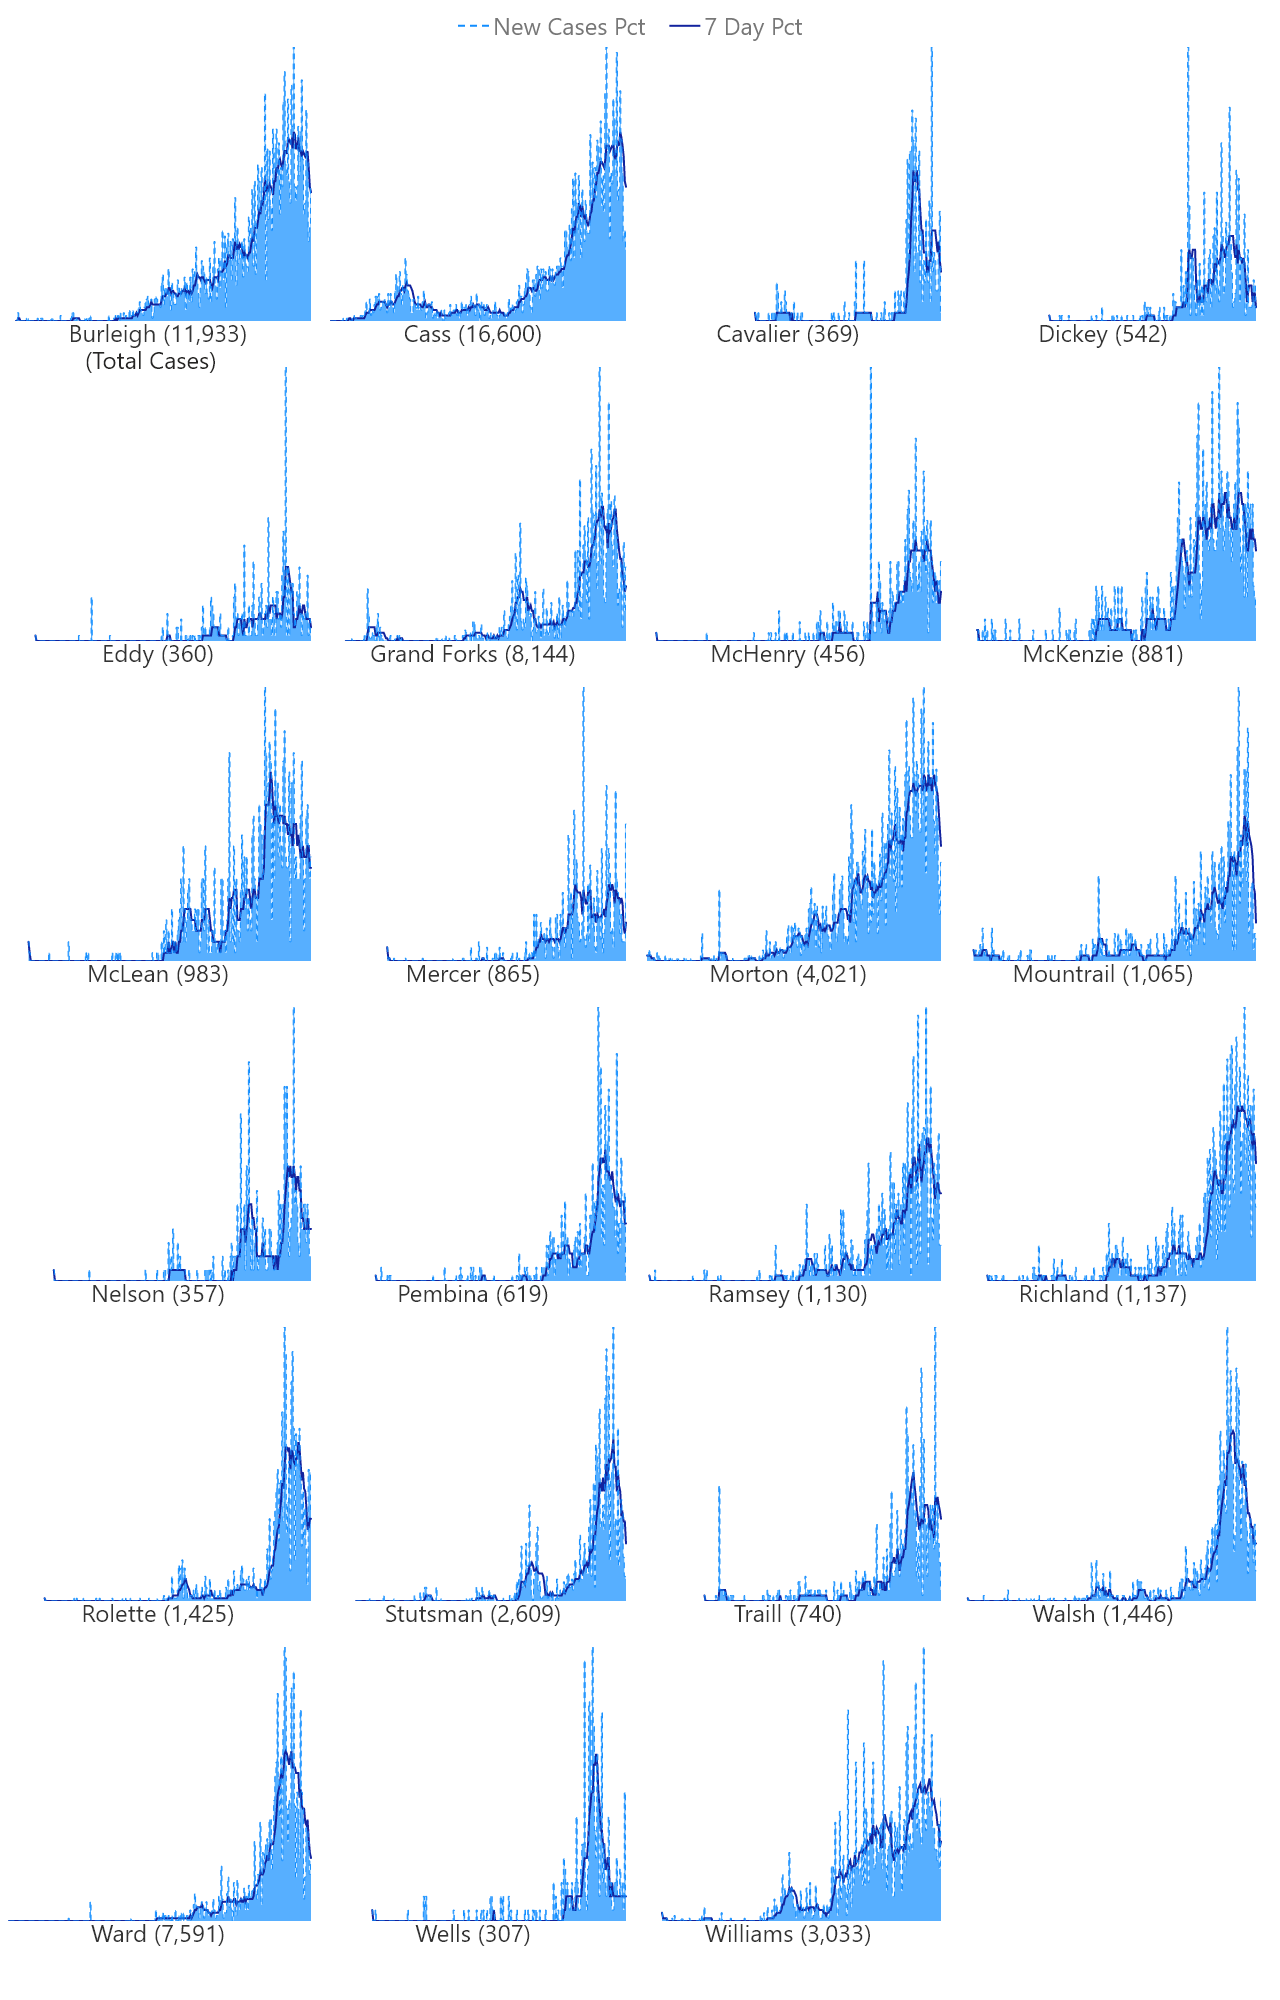 New Cases Pct 7 Day Pct
Burleigh (11,933) Cass (16,600) Cavalier (369) Dickey (542)
(Total Cases)
Eddy (360) Grand Forks (8,144) McHenry (456) McKenzie (881)
McLean (983) Mercer (865) Morton (4,021) Mountrail (1,065)
Nelson (357) Pembina (619) Ramsey (1,130) Richland (1,137)
Rolette (1,425) Stutsman (2,609) Traill (740) Walsh (1,446)
Ward (7,591) Wells (307) Williams (3,033)